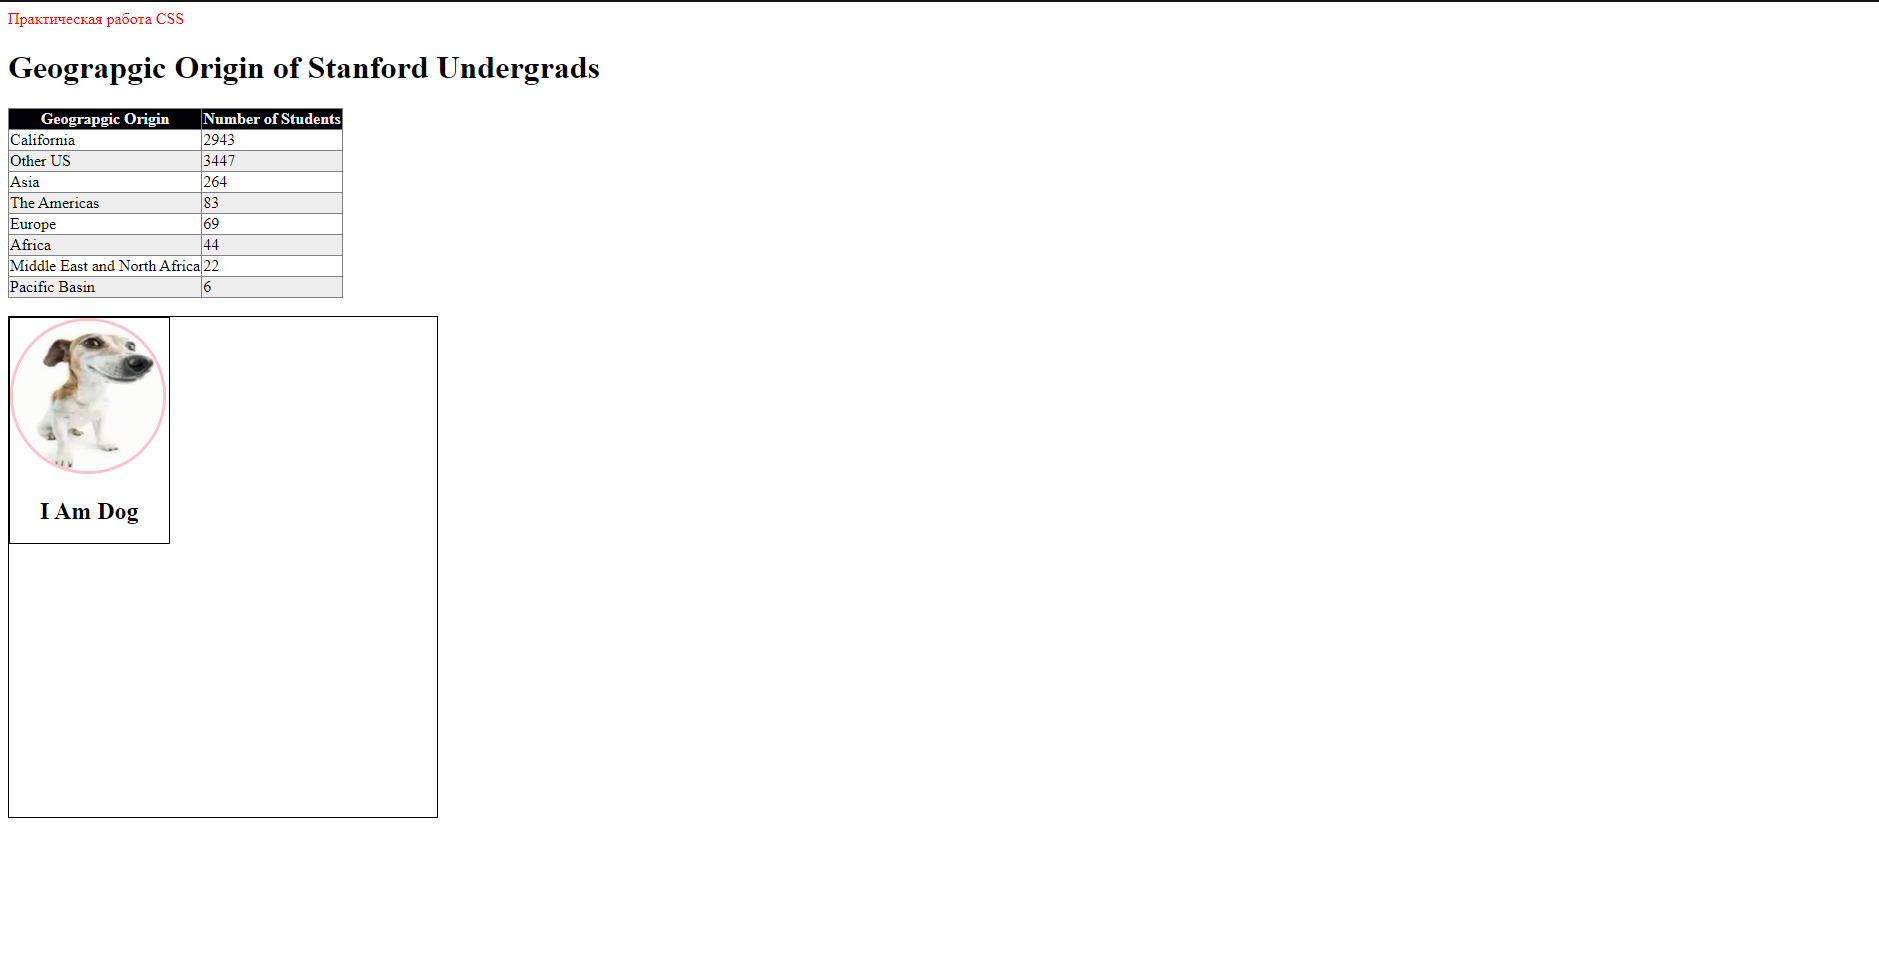 Практическая работа CSS
Geograpgic Origin of Stanford Undergrads
Geograpgic Origin Number of Students
California 2943
Other US 3447
Asia 264
The Americas 83
Europe 69
Africa 44
Middle East and North Africa 22
Pacific Basin 6
I Am Dog